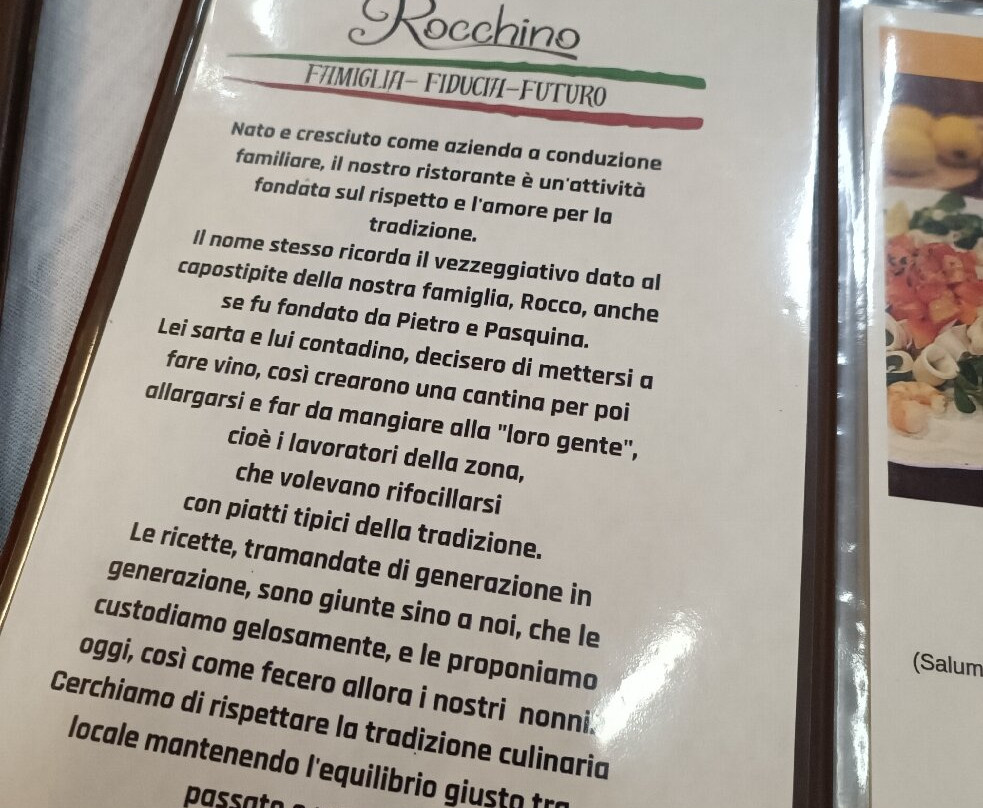 Rocchino
FAMIGLIA- FIDUCIA-FUTURO
Nato e cresciuto come azienda a conduzione
familiare, il nostro ristorante è un'attività
fondata sul rispetto e l'amore per la
tradizione.
Il nome stesso ricorda il vezzeggiativo dato al
capostipite della nostra famiglia, Rocco, anche
se fu fondato da Pietro e Pasquina.
Lei sarta e lui contadino, decisero di mettersi a
fare vino, così crearono una cantina per poi
allargarsi e far da mangiare alla "loro gente",
cioè i lavoratori della zona,
che volevano rifocillarsi
con piatti tipici della tradizione.
Le ricette, tramandate di generazione in
generazione, sono giunte sino a noi, che le
custodiamo gelosamente, e le proponiamo
oggi, così come fecero allora i nostri nonni.
Cerchiamo di rispettare la tradizione culinaria
locale mantenendo l'equilibrio giusto tra
passato
(Salum